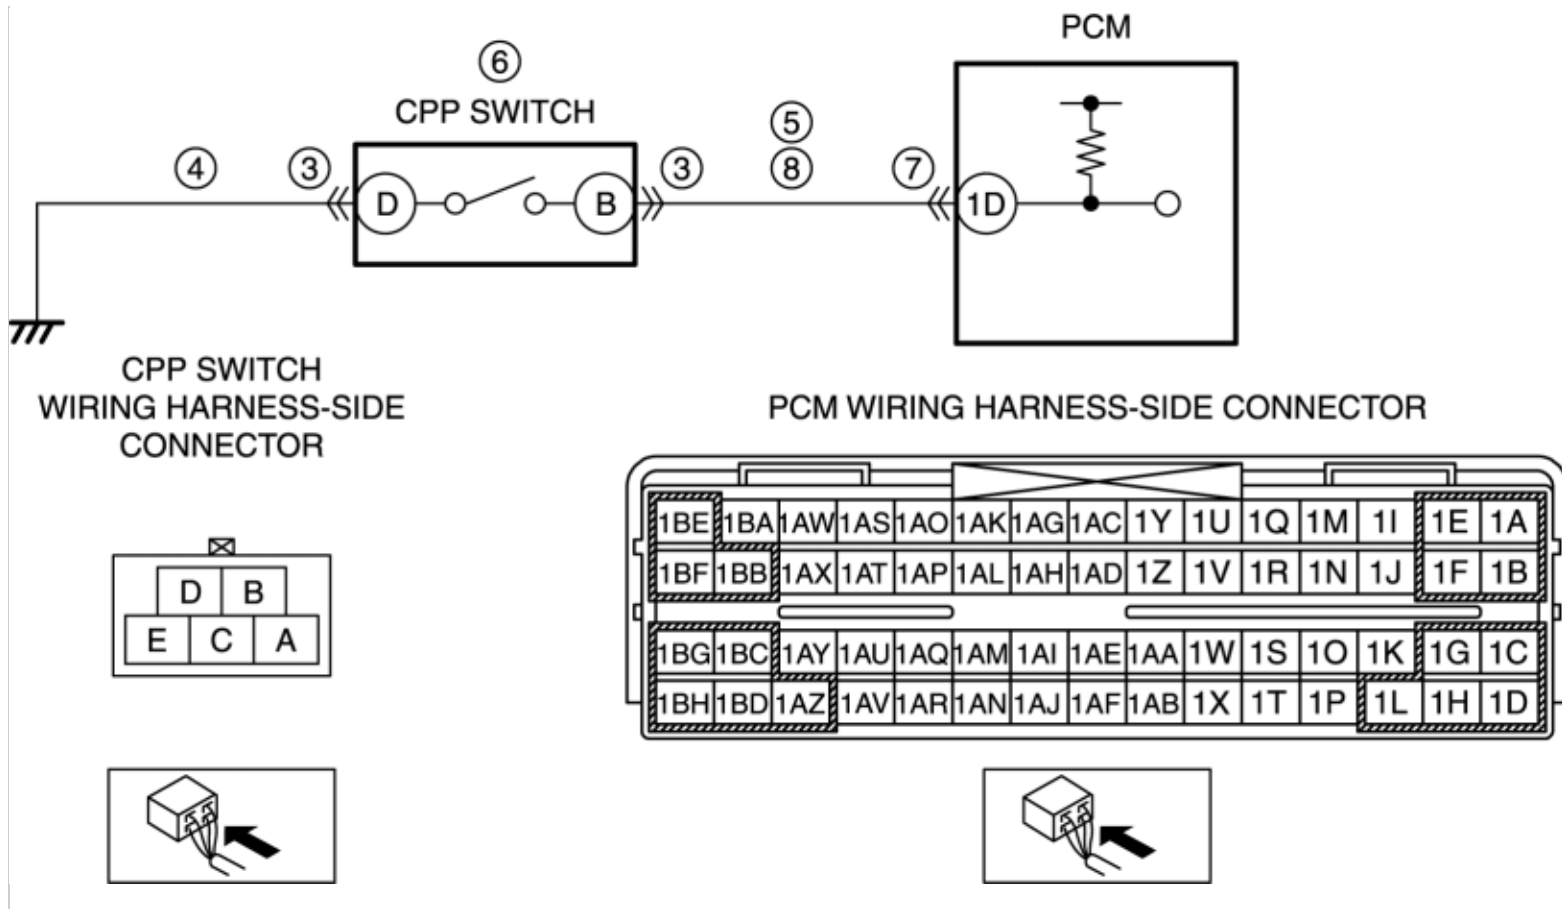 PCM
⑥
CPP SWITCH
④ ③ ③ ⑤ ⑧ ⑦
D B 1D
CPP SWITCH
WIRING HARNESS-SIDE
CONNECTOR
PCM WIRING HARNESS-SIDE CONNECTOR
D B
E C A
1BE 1BA 1AW 1AS 1AO 1AK 1AG 1AC 1Y 1U 1Q 1M 1I 1E 1A
1BF 1BB 1AX 1AT 1AP 1AL 1AH 1AD 1Z 1V 1R 1N 1J 1F 1B
1BG 1BC 1AY 1AU 1AQ 1AM 1AI 1AE 1AA 1W 1S 1O 1K 1G 1C
1BH 1BD 1AZ 1AV 1AR 1AN 1AJ 1AF 1AB 1X 1T 1P 1L 1H 1D